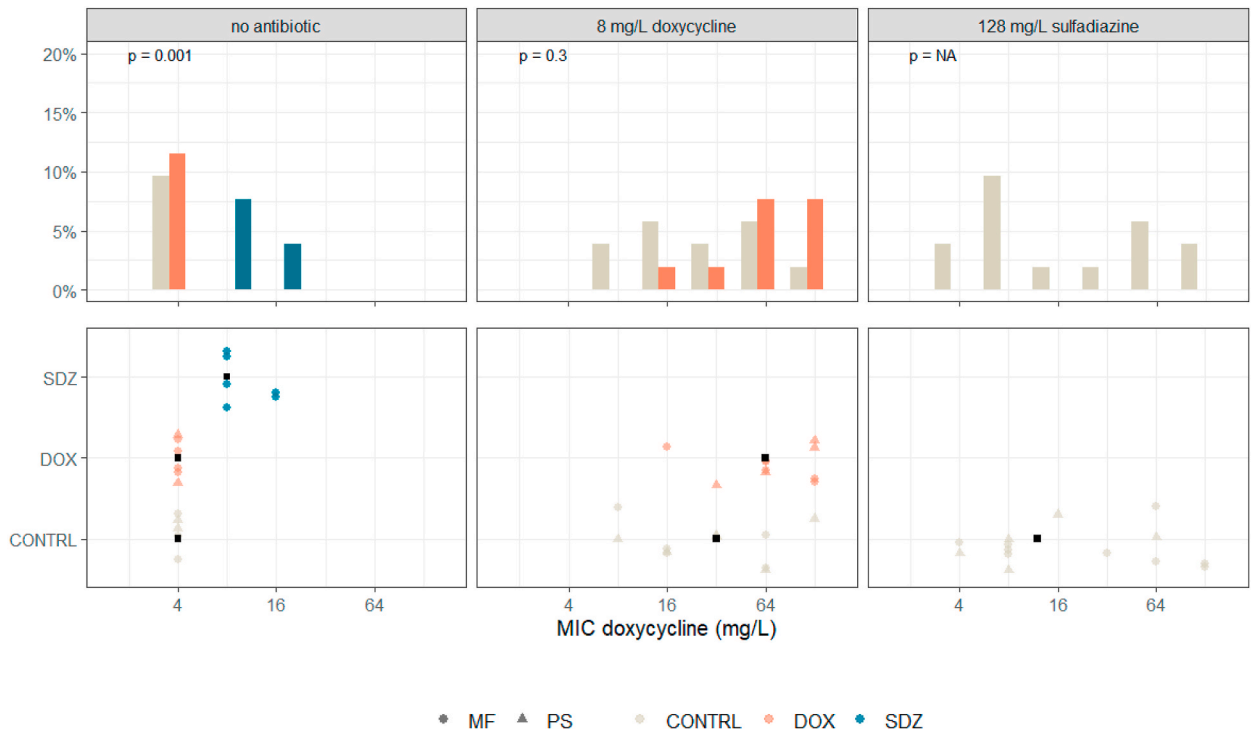 no antibiotic 8 mg/L doxycycline 128 mg/L sulfadiazine
20% p = 0.001 p = 0.3 p = NA
15%
10%
5%
0%
SDZ
DOX
CONTRL
4 16 64 4 16 64 4 16 64
MIC doxycycline (mg/L)
MF PS CONTRL DOX SDZ